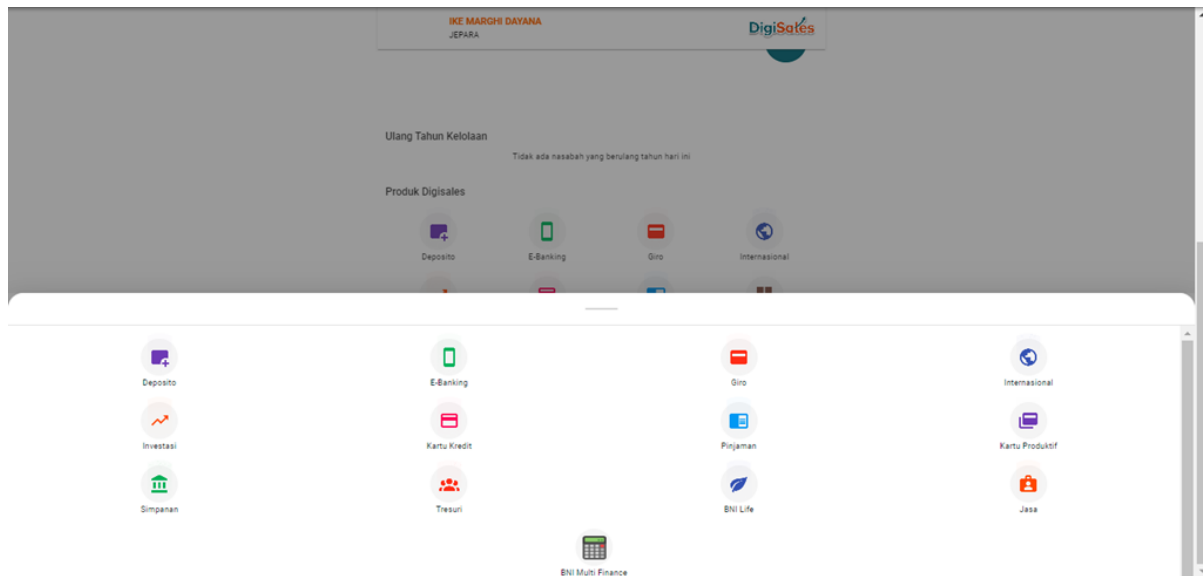 IKE MARGHI DAYANA
JEPARA
DigiSales
Ulang Tahun Kelolaan
Tidak ada nasabah yang berulang tahun hari ini
Produk Digisales
Deposito E-Banking Giro Internasional
Deposito E-Banking Giro Internasional
Investasi Kartu Kredit Pinjaman Kartu Produktif
Simpanan Tresuri BNI Life Jasa
BNI Multi Finance